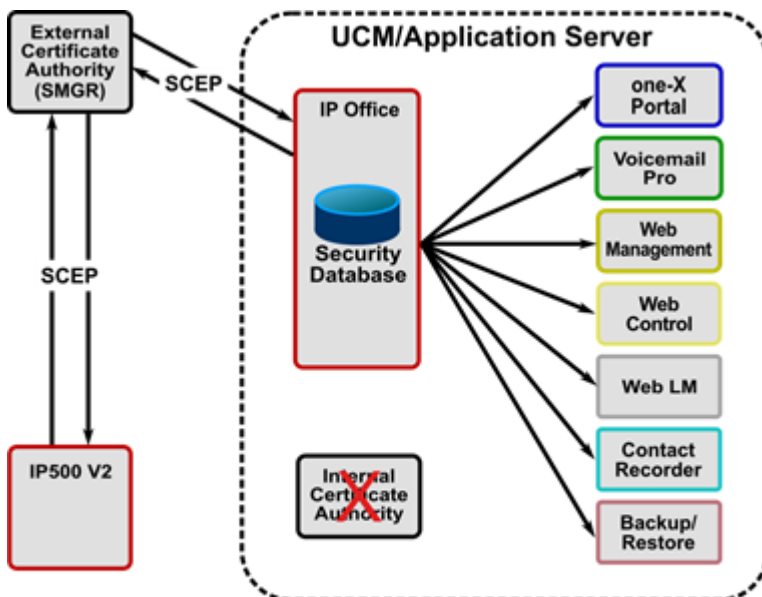 External
Certificate
Authority
(SMGR)
SCEP
SCEP
IP500 V2
UCM/Application Server
IP Office
Security
Database
Internal
Certificate
Authority
one-X
Portal
Voicemail
Pro
Web
Management
Web
Control
Web LM
Contact
Recorder
Backup/
Restore